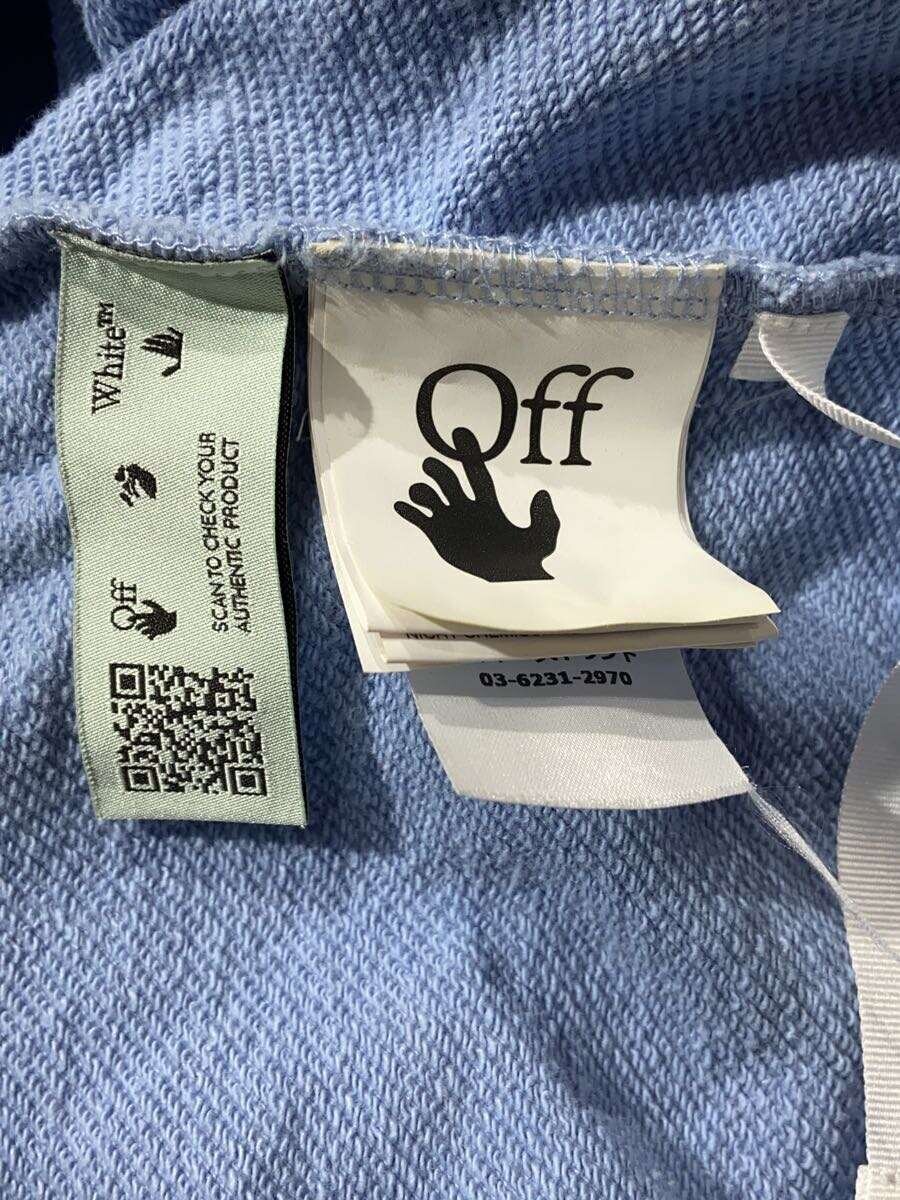 White™
Off
SCAN TO CHECK YOUR
AUTHENTIC PRODUCT
Off
03-6231-2970